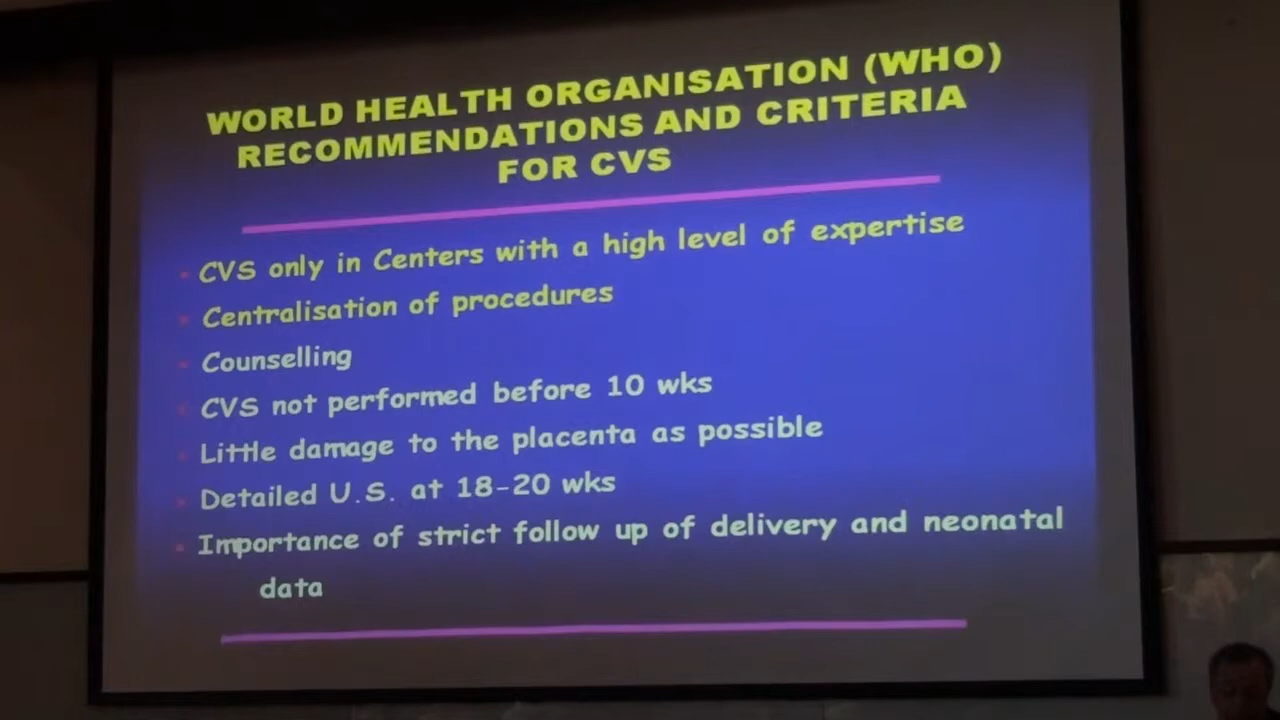 WORLD HEALTH ORGANISATION (WHO)
RECOMMENDATIONS AND CRITERIA
FOR CVS
CVS only in Centers with a high level of expertise
Centralisation of procedures
Counselling
CVS not performed before 10 wks
Little damage to the placenta as possible
Detailed U.S. at 18-20 wks
Importance of strict follow up of delivery and neonatal
data